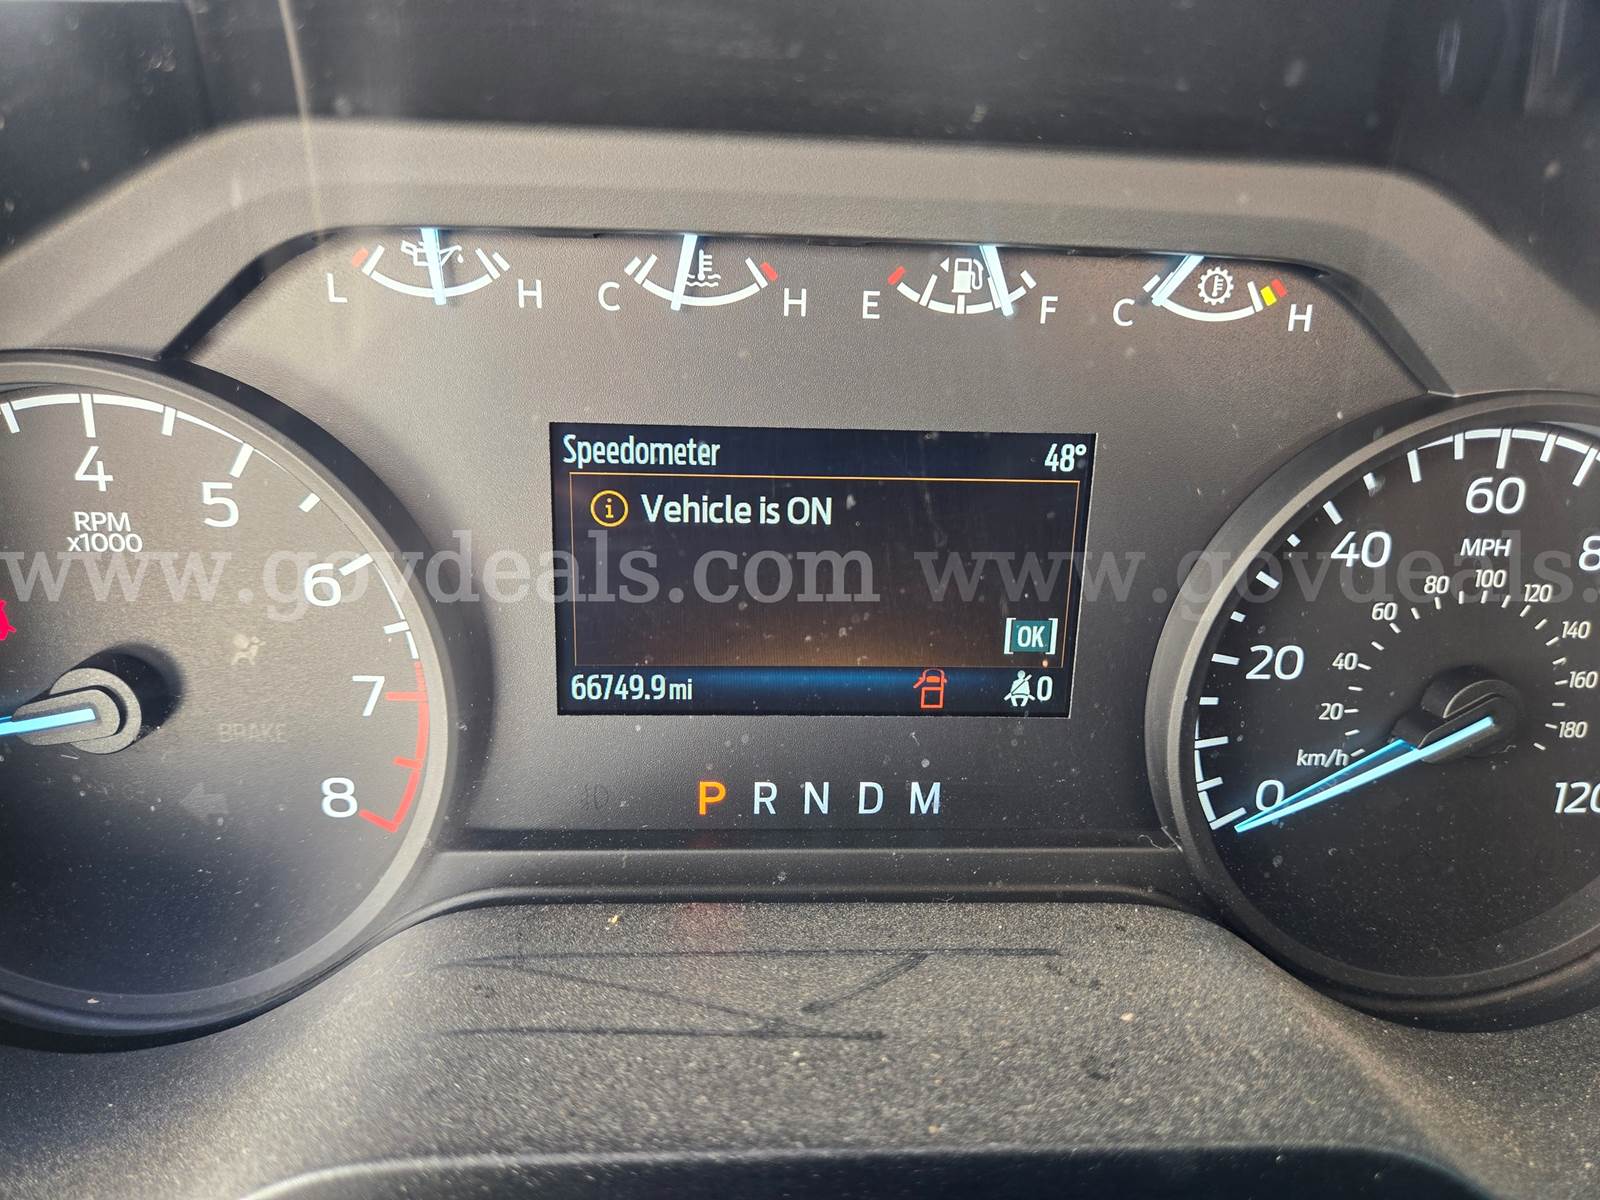 L H C H E F C H
Speedometer 48°
Vehicle is ON
[OK]
66749.9 mi 0
P R N D M
4 5 6 7 8
RPM
x1000
BRAKE
0 20 40 60 8 120
MPH
20 40 60 80 100 120 140 160 180
km/h
www.govdeals.com www.govdeals.